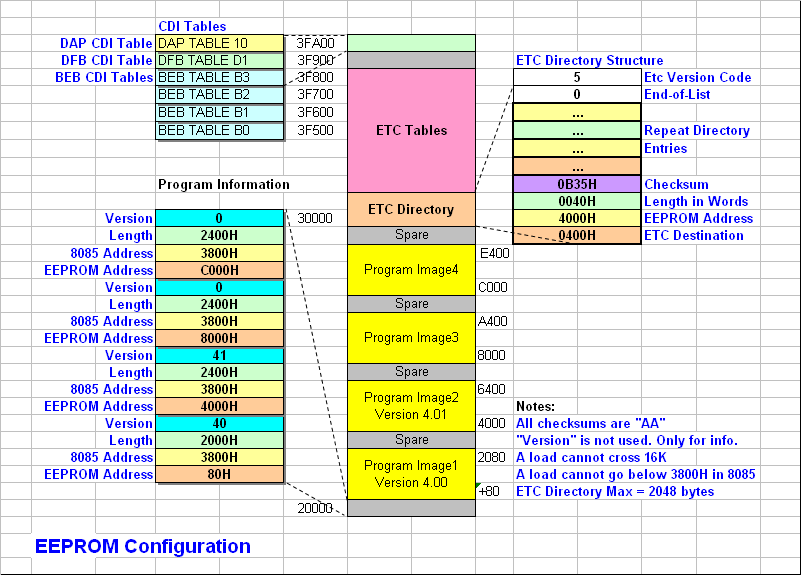 CDI Tables
DAP CDI Table DAP TABLE 10 3FA00
DFB CDI Table DFB TABLE D1 3F900
BEB CDI Tables BEB TABLE B3 3F800
BEB TABLE B2 3F700
BEB TABLE B1 3F600
BEB TABLE B0 3F500
ETC Tables
ETC Directory
ETC Directory Structure
5 Etc Version Code
0 End-of-List
...
... Repeat Directory
... Entries
...
0B35H Checksum
0040H Length in Words
4000H EEPROM Address
0400H ETC Destination
Program Information
Version 0 30000
Length 2400H
8085 Address 3800H
EEPROM Address C000H
Version 0
Length 2400H
8085 Address 3800H
EEPROM Address 8000H
Version 41
Length 2400H
8085 Address 3800H
EEPROM Address 4000H
Version 40
Length 2000H
8085 Address 3800H
EEPROM Address 80H
20000
Spare
E400
Program Image4
C000
Spare
A400
Program Image3
8000
Spare
6400
Program Image2
Version 4.01
4000
Spare
2080
Program Image1
Version 4.00
+80
Notes:
All checksums are "AA"
"Version" is not used. Only for info.
A load cannot cross 16K
A load cannot go below 3800H in 8085
ETC Directory Max = 2048 bytes
EEPROM Configuration